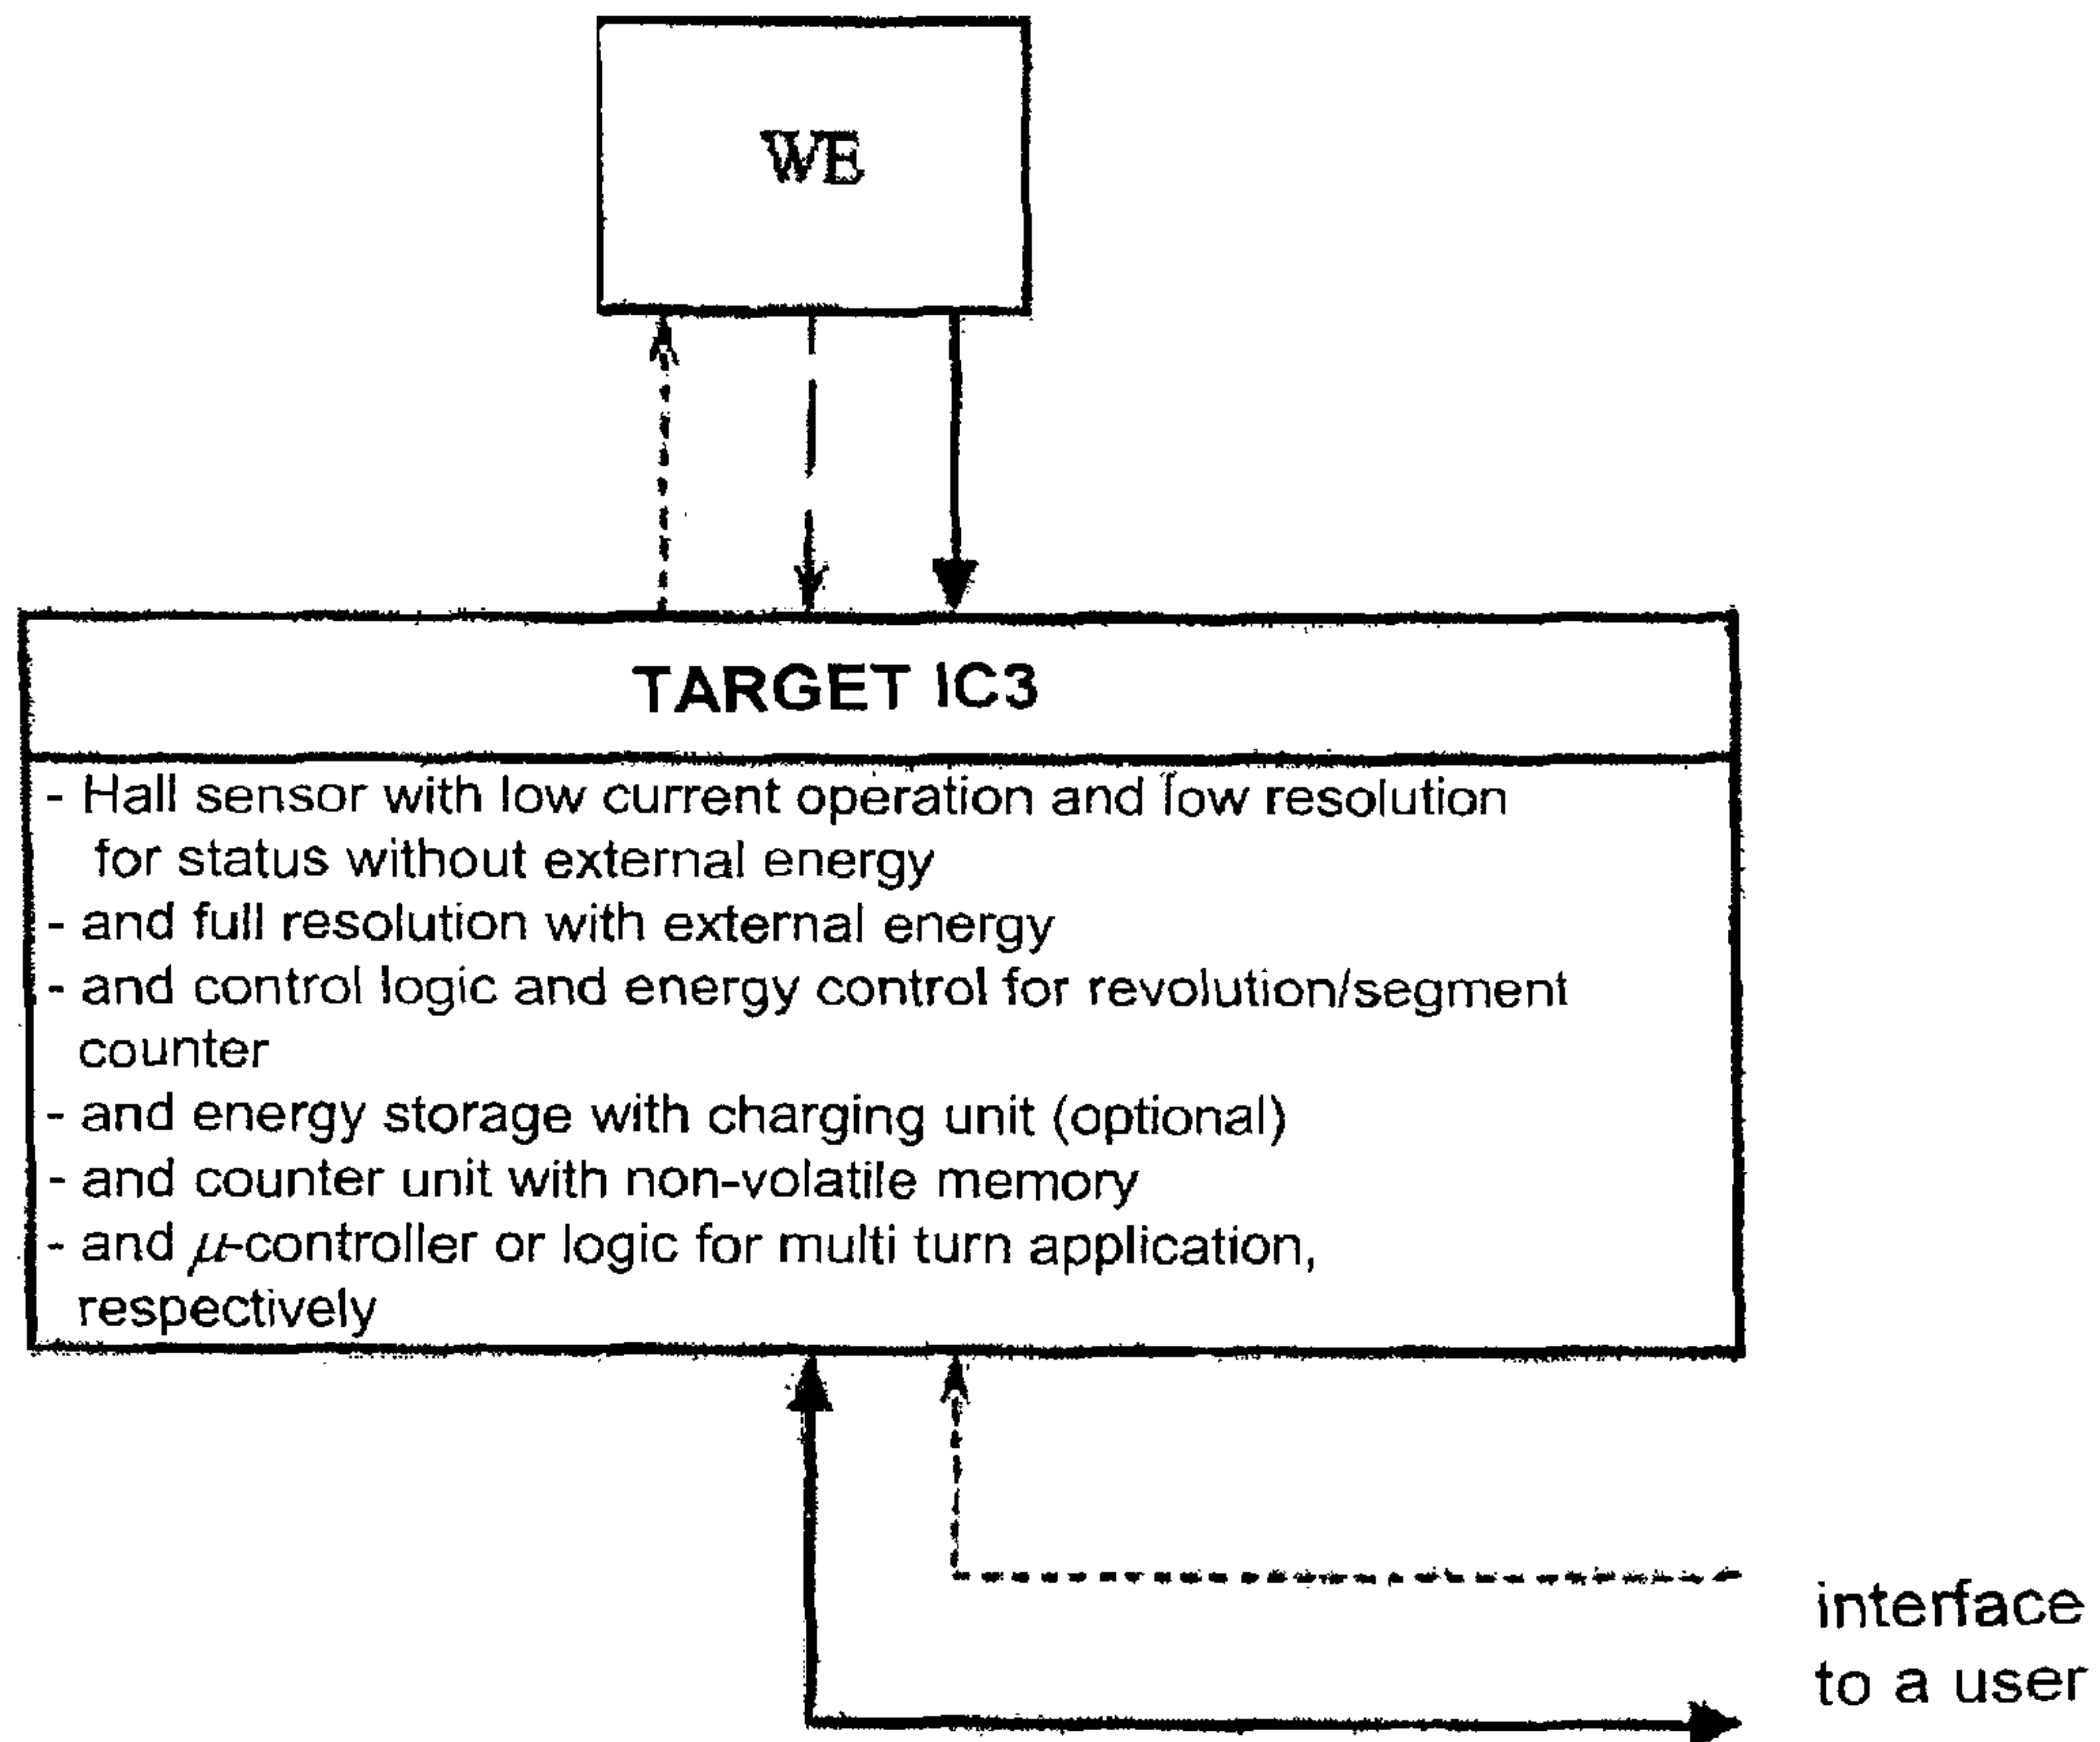 WE
TARGET IC3
- Hall sensor with low current operation and low resolution
for status without external energy
- and full resolution with external energy
- and control logic and energy control for revolution/segment
counter
- and energy storage with charging unit (optional)
- and counter unit with non-volatile memory
- and μ-controller or logic for multi turn application,
respectively
interface
to a user